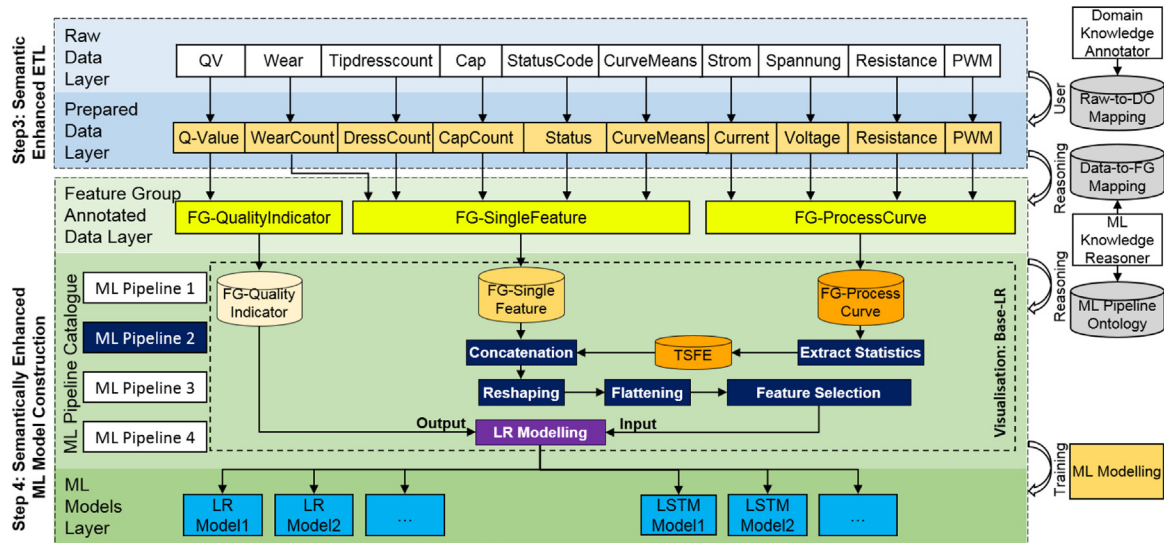 Step3: Semantic
Enhanced ETL
Raw
Data
Layer
QV
Wear
Tipdresscount
Cap
StatusCode
CurveMeans
Strom
Spannung
Resistance
PWM
Prepared
Data
Layer
Q-Value
WearCount
DressCount
CapCount
Status
CurveMeans
Current
Voltage
Resistance
PWM
User
Domain
Knowledge
Annotator
Raw-to-DO
Mapping
Reasoning
Data-to-FG
Mapping
ML
Knowledge
Reasoner
Reasoning
ML Pipeline
Ontology
Step 4: Semantically Enhanced
ML Model Construction
Feature Group
Annotated
Data Layer
FG-QualityIndicator
FG-SingleFeature
FG-ProcessCurve
ML Pipeline Catalogue
ML Pipeline 1
ML Pipeline 2
ML Pipeline 3
ML Pipeline 4
FG-Quality
Indicator
FG-Single
Feature
FG-Process
Curve
Concatenation
TSFE
Extract Statistics
Reshaping
Flattening
Feature Selection
Output
LR Modelling
Input
Visualisation: Base-LR
Training
ML Modelling
ML
Models
Layer
LR
Model1
LR
Model2
...
LSTM
Model1
LSTM
Model2
...